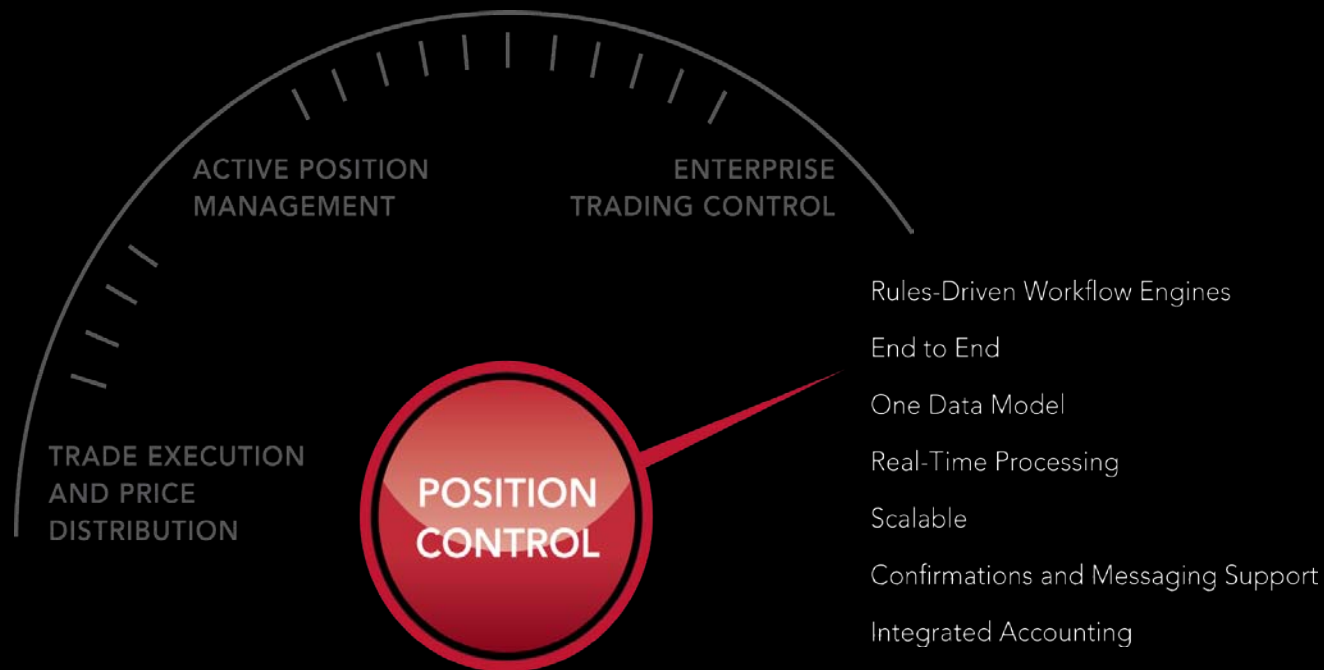 ACTIVE POSITION
MANAGEMENT
ENTERPRISE
TRADING CONTROL
TRADE EXECUTION
AND PRICE
DISTRIBUTION
POSITION
CONTROL
Rules-Driven Workflow Engines
End to End
One Data Model
Real-Time Processing
Scalable
Confirmations and Messaging Support
Integrated Accounting